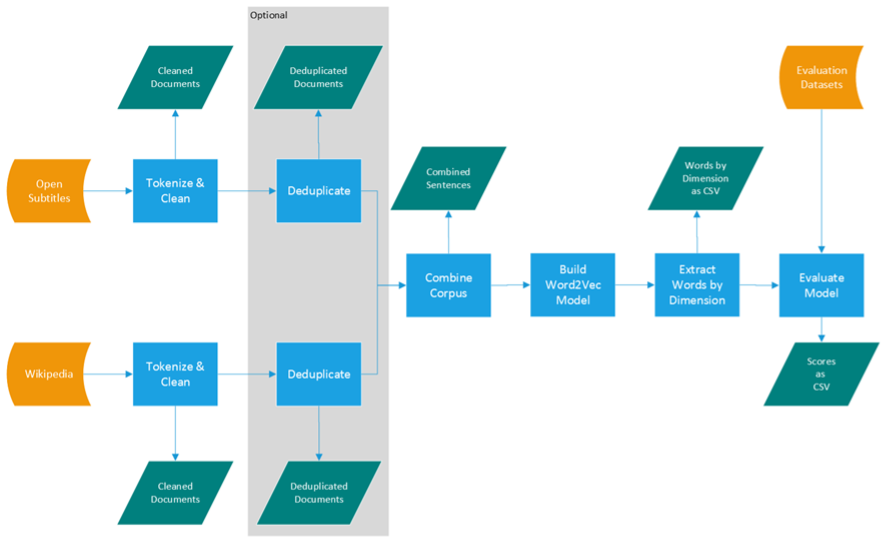 Optional
Cleaned
Documents
Deduplicated
Documents
Evaluation
Datasets
Open
Subtitles
Tokenize &
Clean
Deduplicate
Combined
Sentences
Words by
Dimension
as CSV
Combine
Corpus
Build
Word2Vec
Model
Extract
Words by
Dimension
Evaluate
Model
Wikipedia
Tokenize &
Clean
Deduplicate
Scores
as
CSV
Cleaned
Documents
Deduplicated
Documents